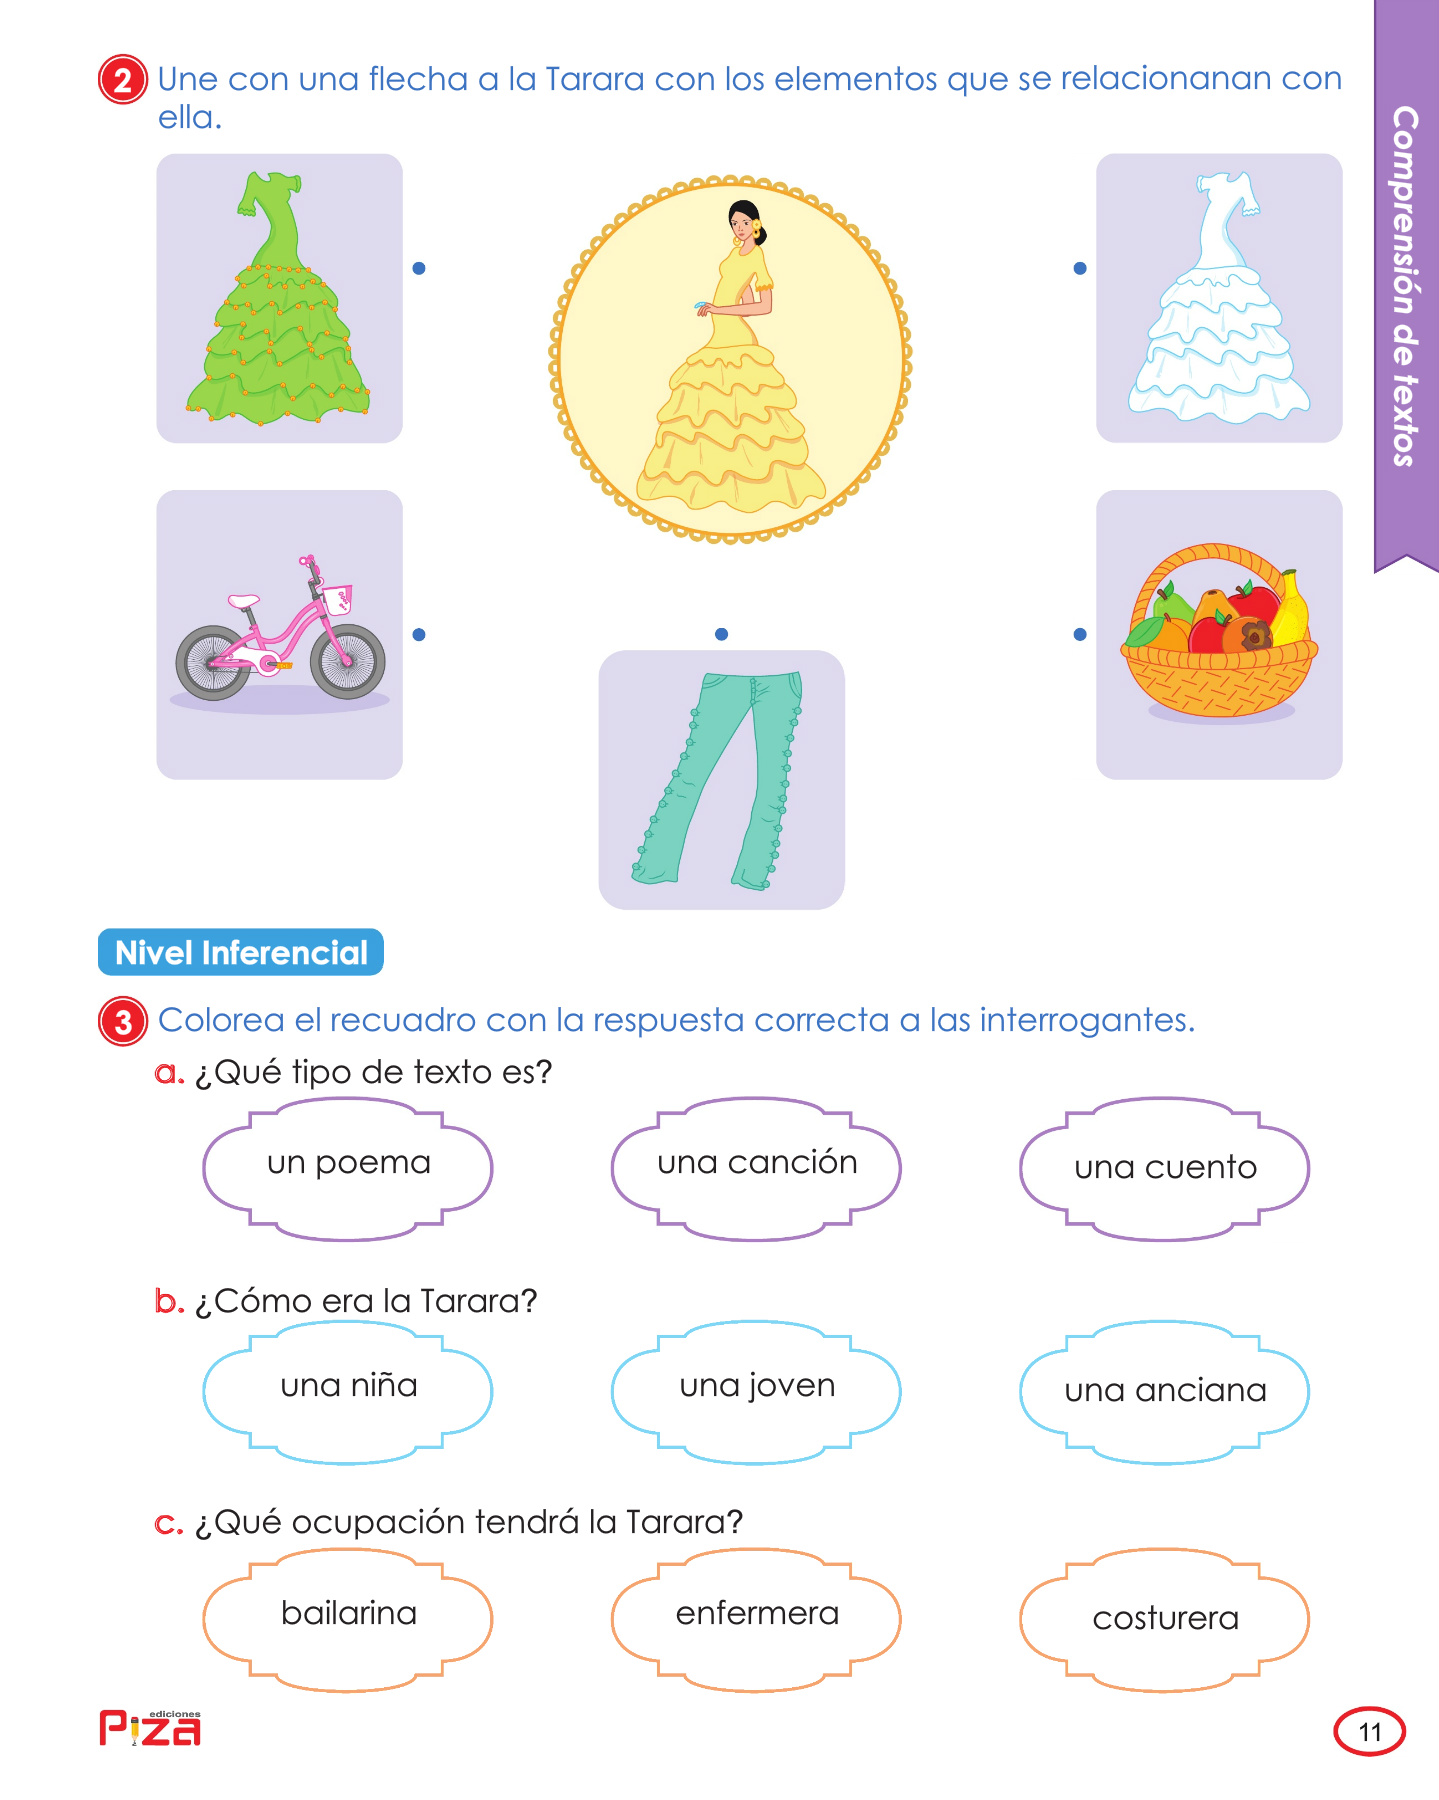 2 Une con una flecha a la Tarara con los elementos que se relacionanan con
ella.
Comprensión de textos
Nivel Inferencial
3 Colorea el recuadro con la respuesta correcta a las interrogantes.
a. ¿Qué tipo de texto es?
un poema
una canción
una cuento
b. ¿Cómo era la Tarara?
una niña
una joven
una anciana
c. ¿Qué ocupación tendrá la Tarara?
bailarina
enfermera
costurera
ediciones
Piza
11